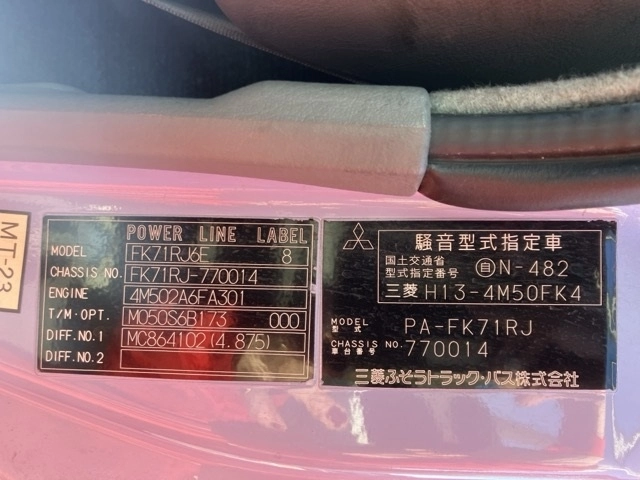 MT-23
POWER LINE LABEL
MODEL FK71RJ6E 8
CHASSIS NO. FK71RJ-770014
ENGINE 4M502A6FA301
T/M·OPT. M050S6B173 000
DIFF.NO.1 MC864102(4.875)
DIFF.NO.2
騒音型式指定車
国土交通省
型式指定番号 自N-482
三菱 H13-4M50FK4
MODEL
型式 PA-FK71RJ
CHASSIS NO.
車台番号 770014
三菱ふそうトラック・バス株式会社